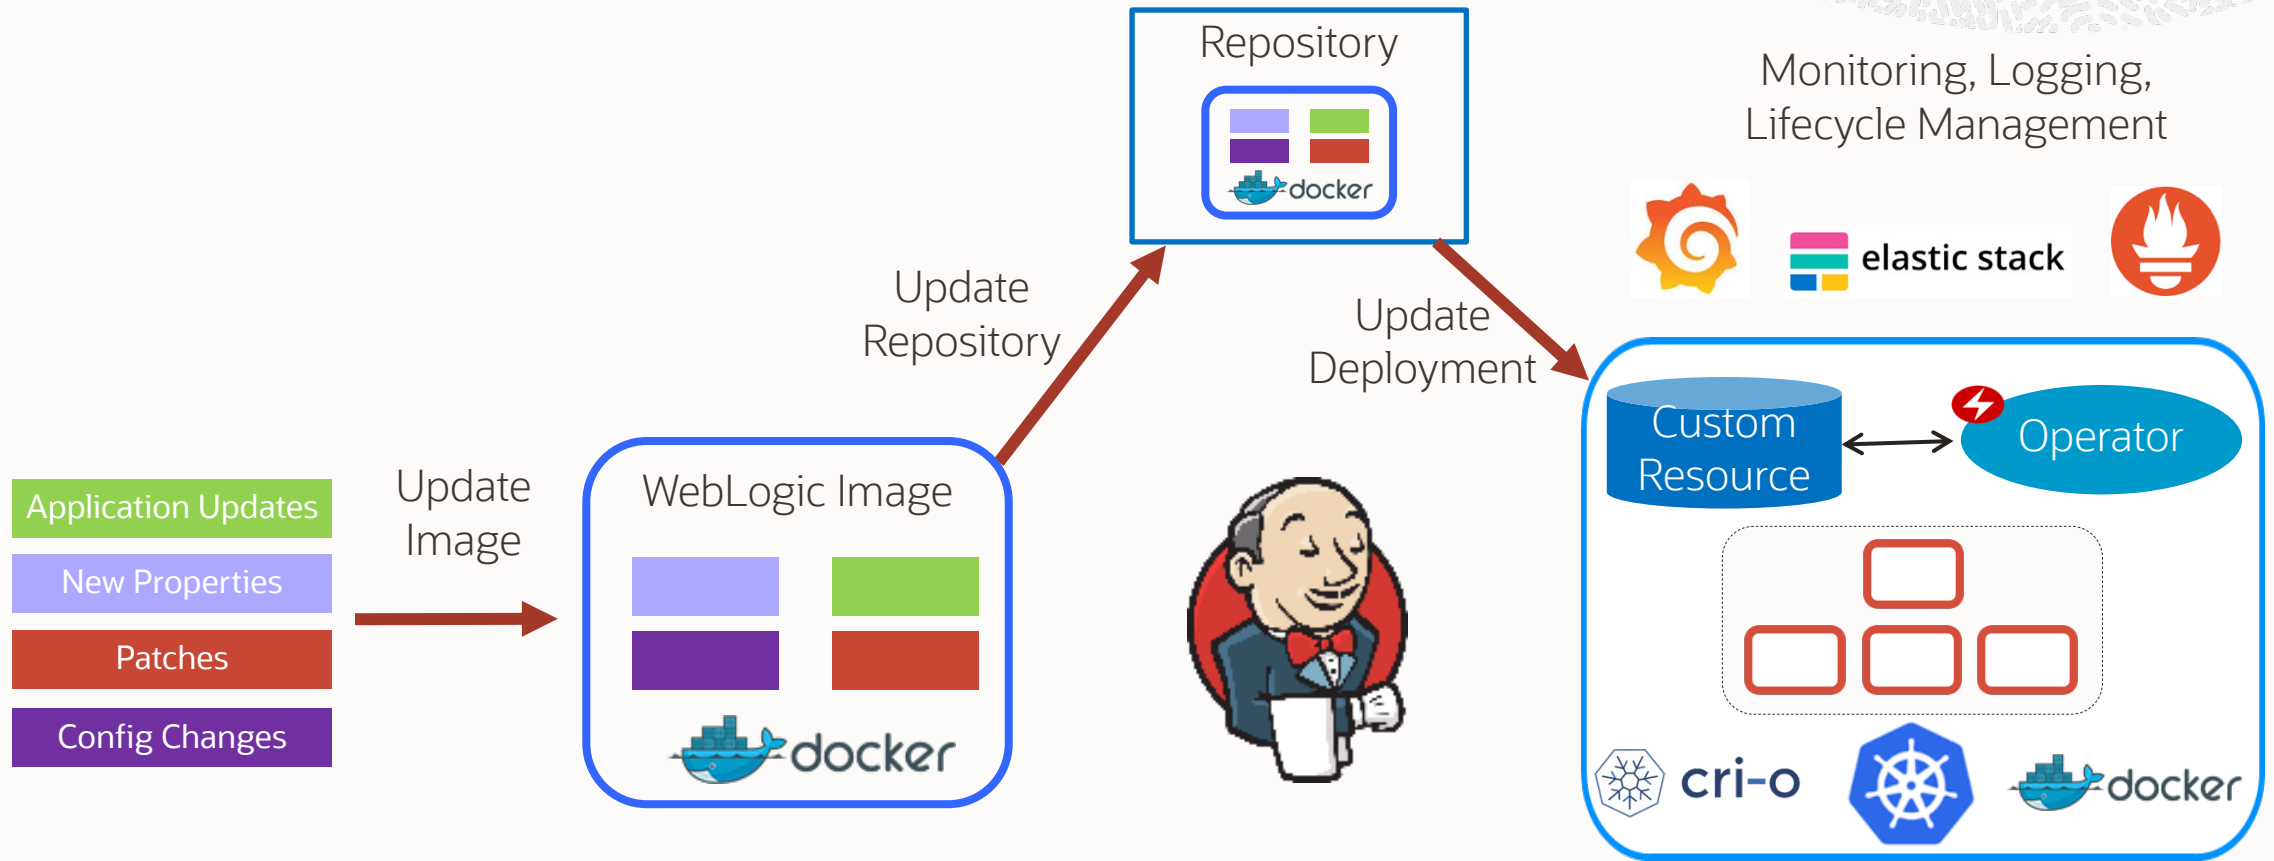 Repository
docker
Monitoring, Logging,
Lifecycle Management
elastic stack
Update
Repository
Update
Deployment
Custom
Resource
Operator
Application Updates
New Properties
Patches
Config Changes
Update
Image
WebLogic Image
docker
cri-o
docker